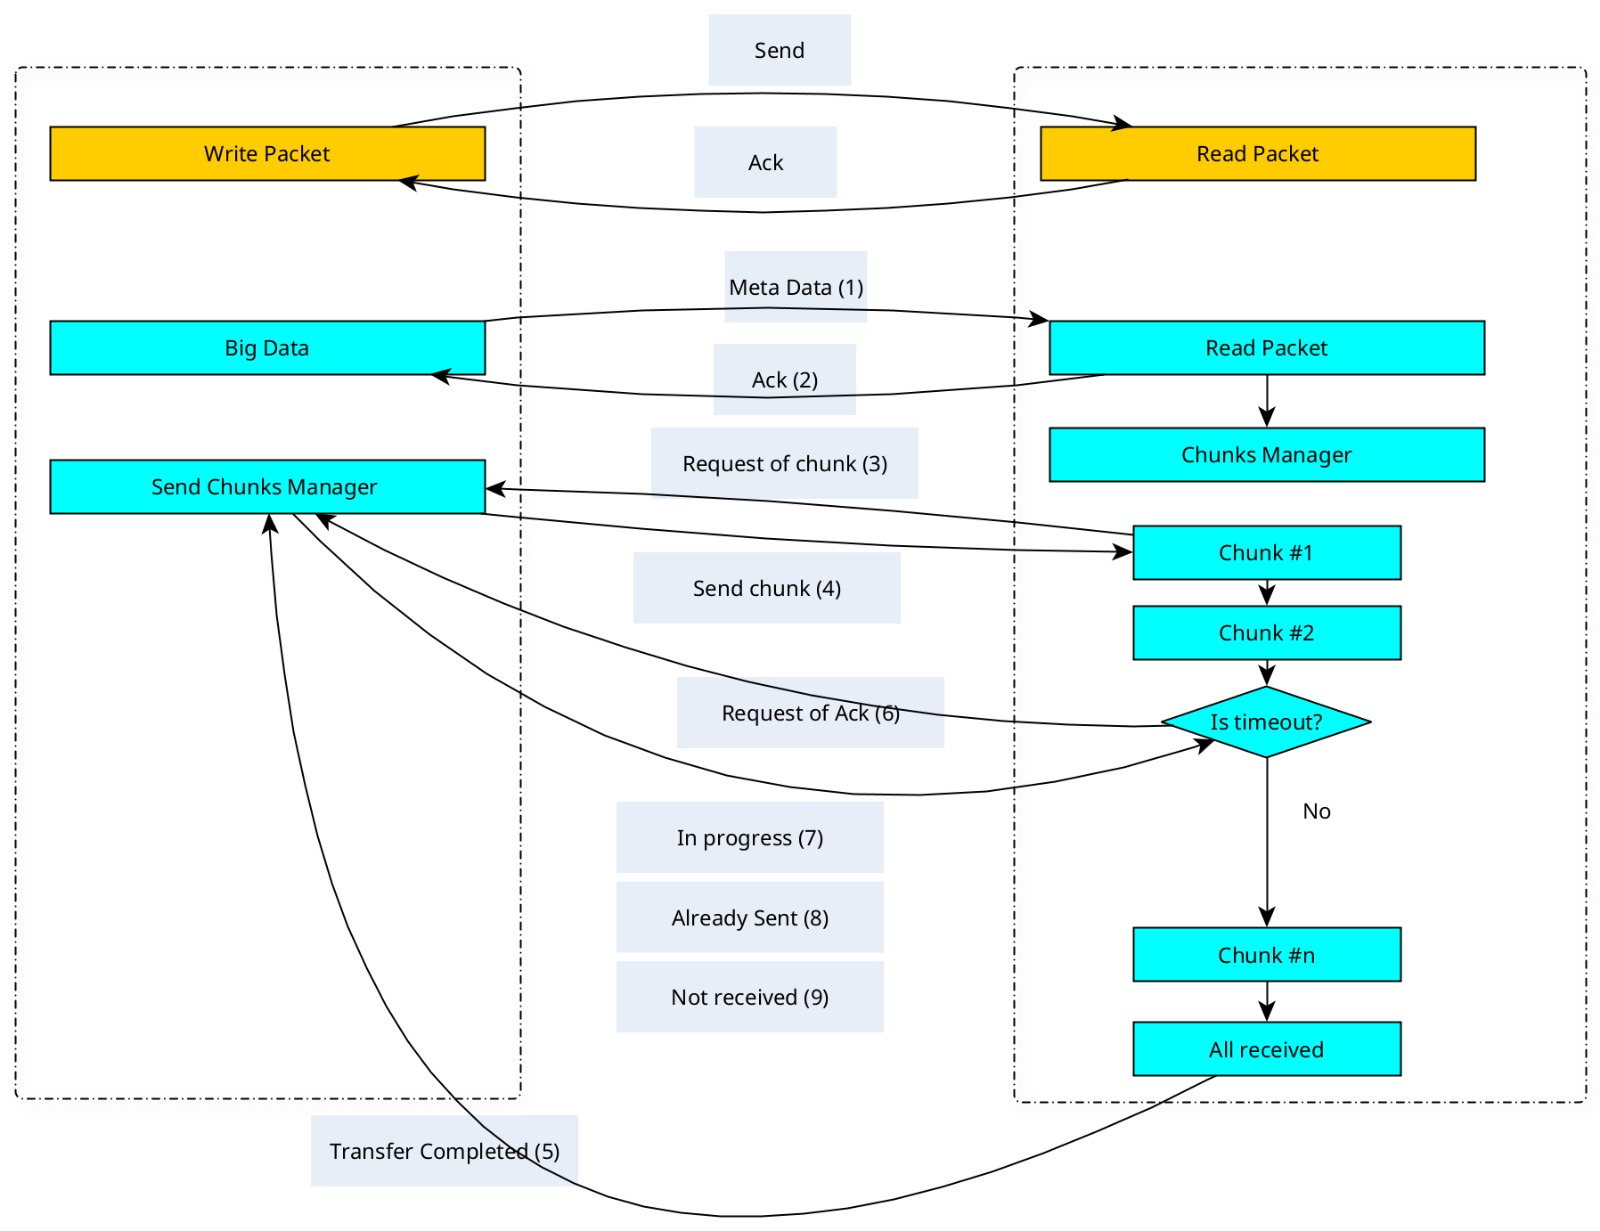 Send
Write Packet
Ack
Read Packet
Meta Data (1)
Big Data
Read Packet
Ack (2)
Chunks Manager
Request of chunk (3)
Send Chunks Manager
Chunk #1
Send chunk (4)
Chunk #2
Request of Ack (6)
Is timeout?
No
In progress (7)
Already Sent (8)
Chunk #n
Not received (9)
All received
Transfer Completed (5)